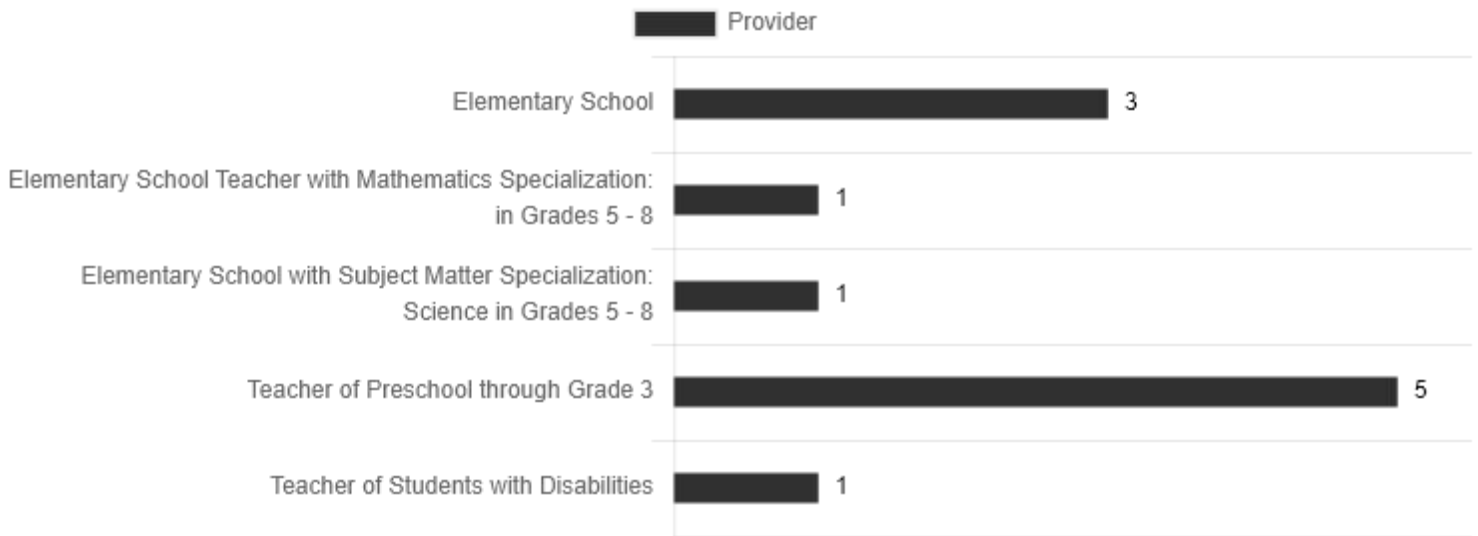 Provider
Elementary School
3
Elementary School Teacher with Mathematics Specialization:
in Grades 5 - 8
1
Elementary School with Subject Matter Specialization:
Science in Grades 5 - 8
1
Teacher of Preschool through Grade 3
5
Teacher of Students with Disabilities
1